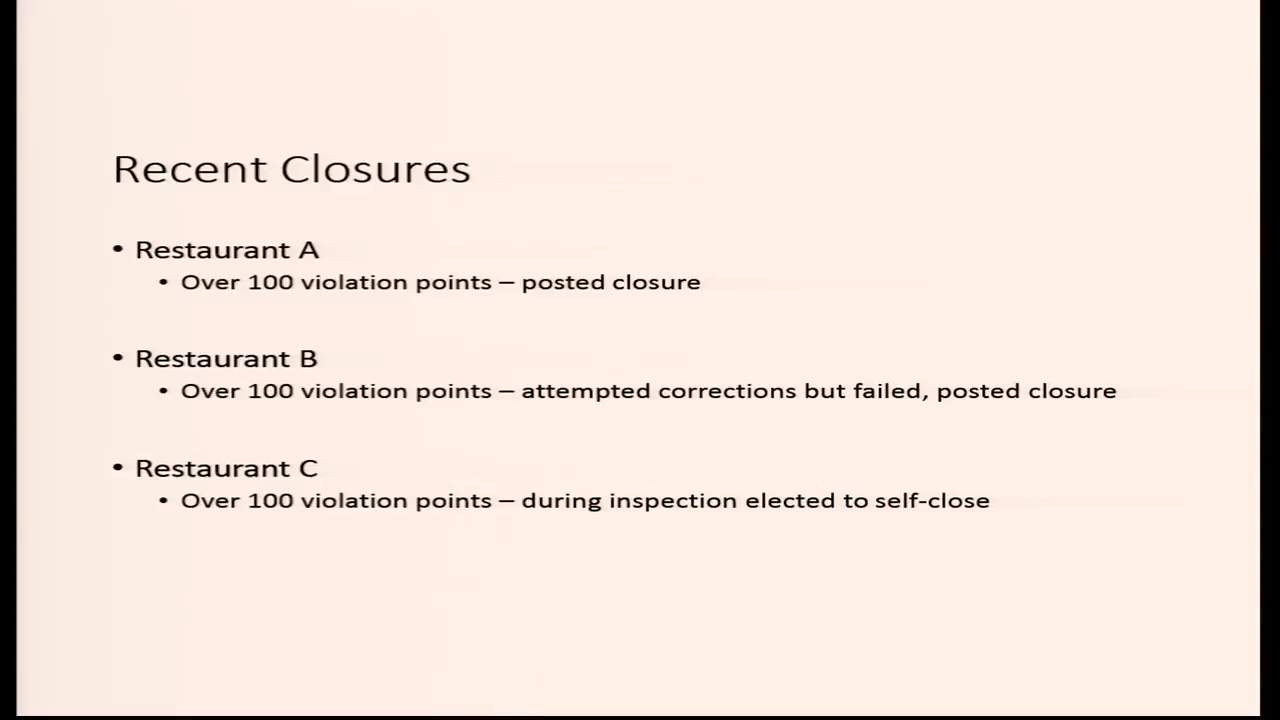 Recent Closures
• Restaurant A
• Over 100 violation points – posted closure
• Restaurant B
• Over 100 violation points – attempted corrections but failed, posted closure
• Restaurant C
• Over 100 violation points – during inspection elected to self-close